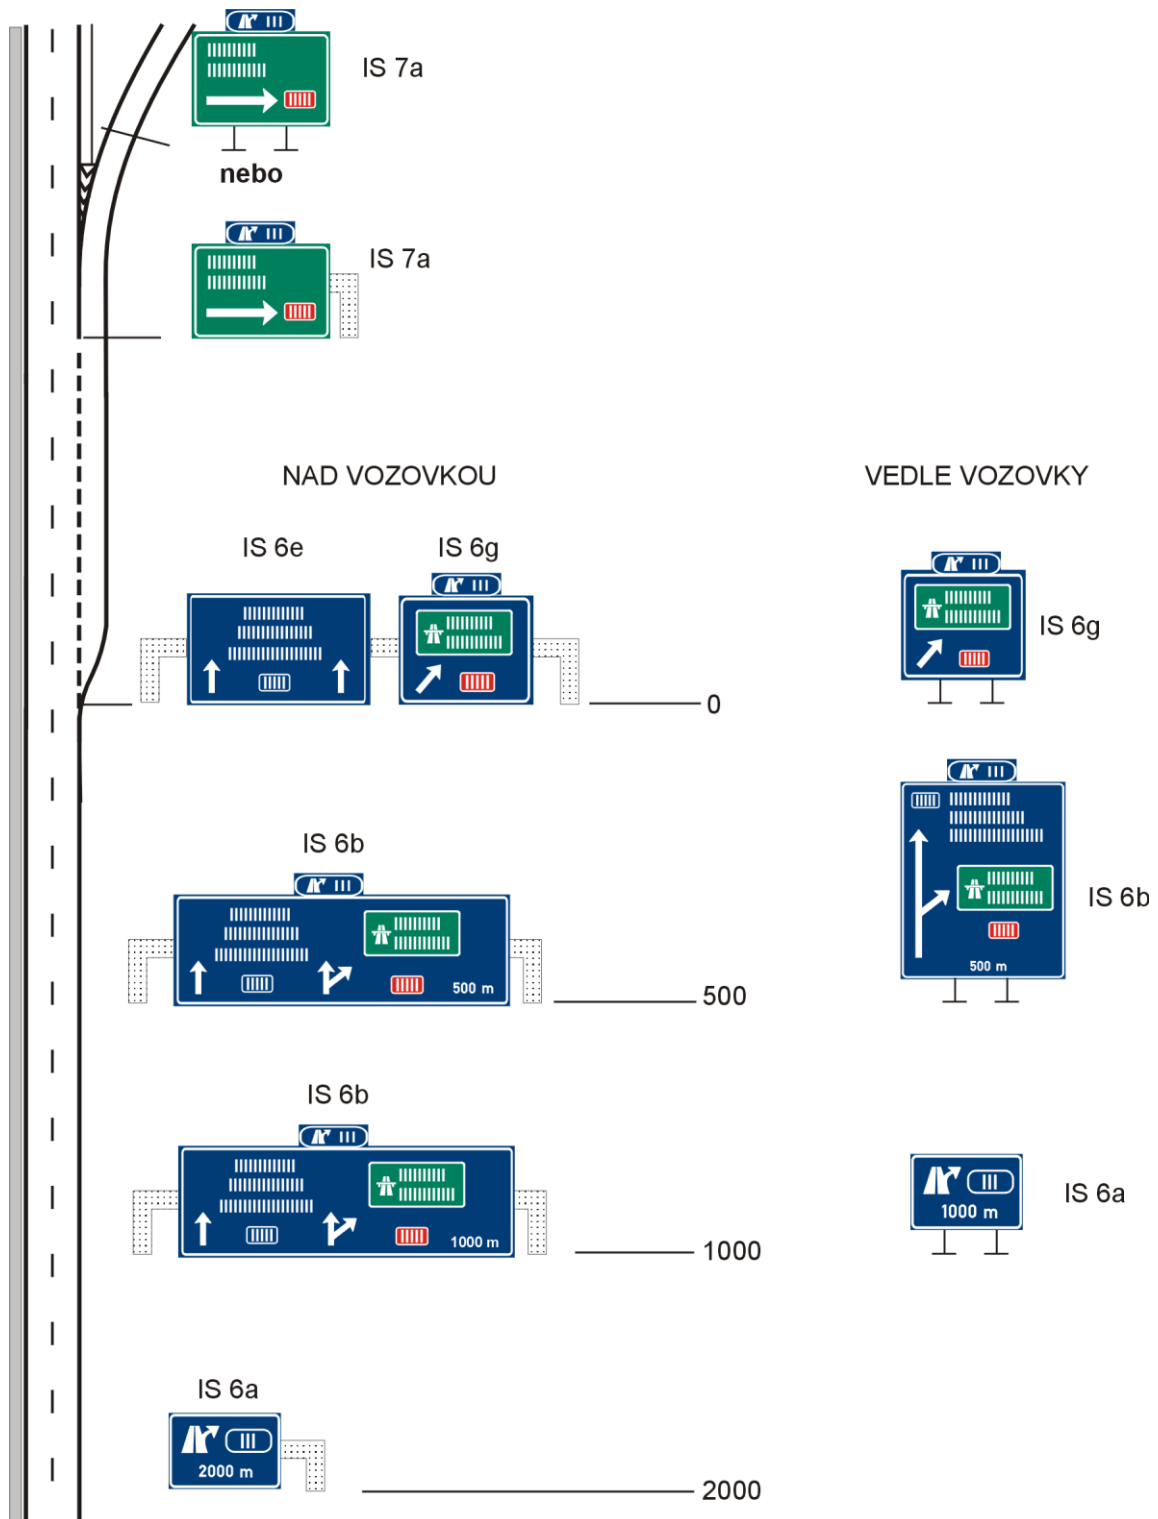 IS 7a
nebo
IS 7a
NAD VOZOVKOU
VEDLE VOZOVKY
IS 6e
IS 6g
IS 6g
0
IS 6b
500 m
500
IS 6b
500 m
IS 6b
1000 m
1000
1000 m
IS 6a
IS 6a
2000 m
2000